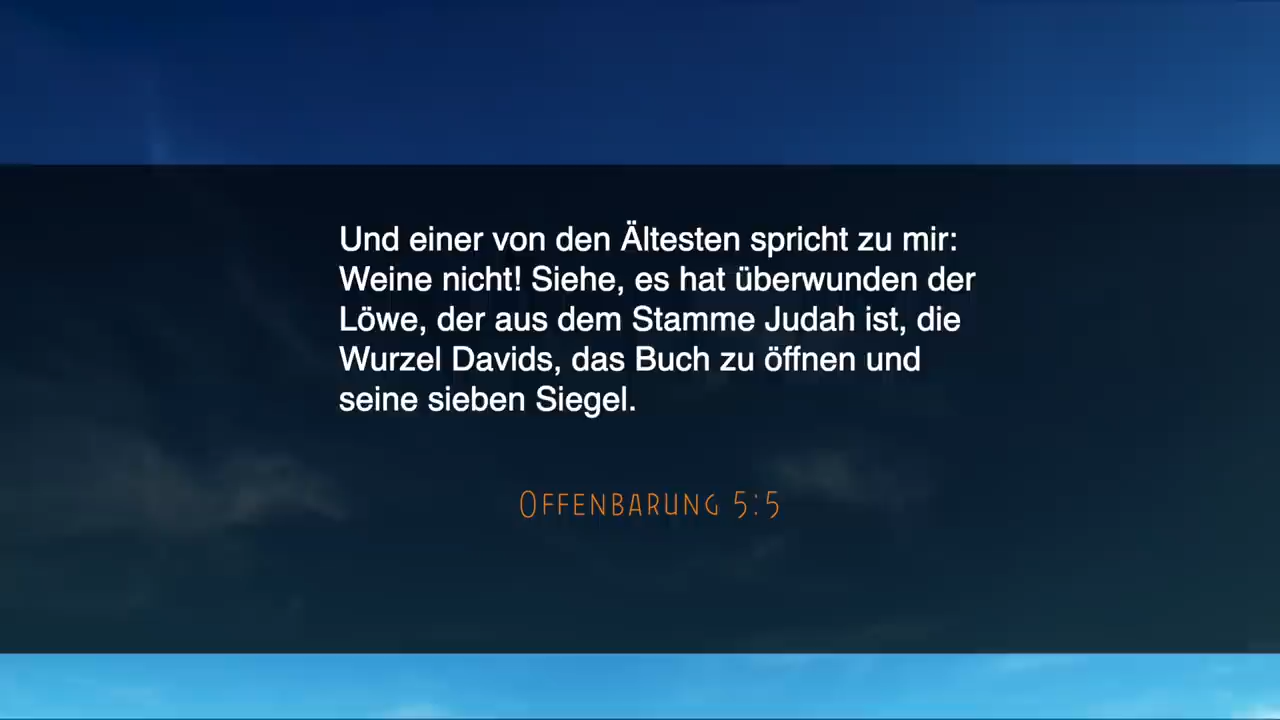 Und einer von den Ältesten spricht zu mir:
Weine nicht! Siehe, es hat überwunden der
Löwe, der aus dem Stamme Judah ist, die
Wurzel Davids, das Buch zu öffnen und
seine sieben Siegel.
Offenbarung 5:5